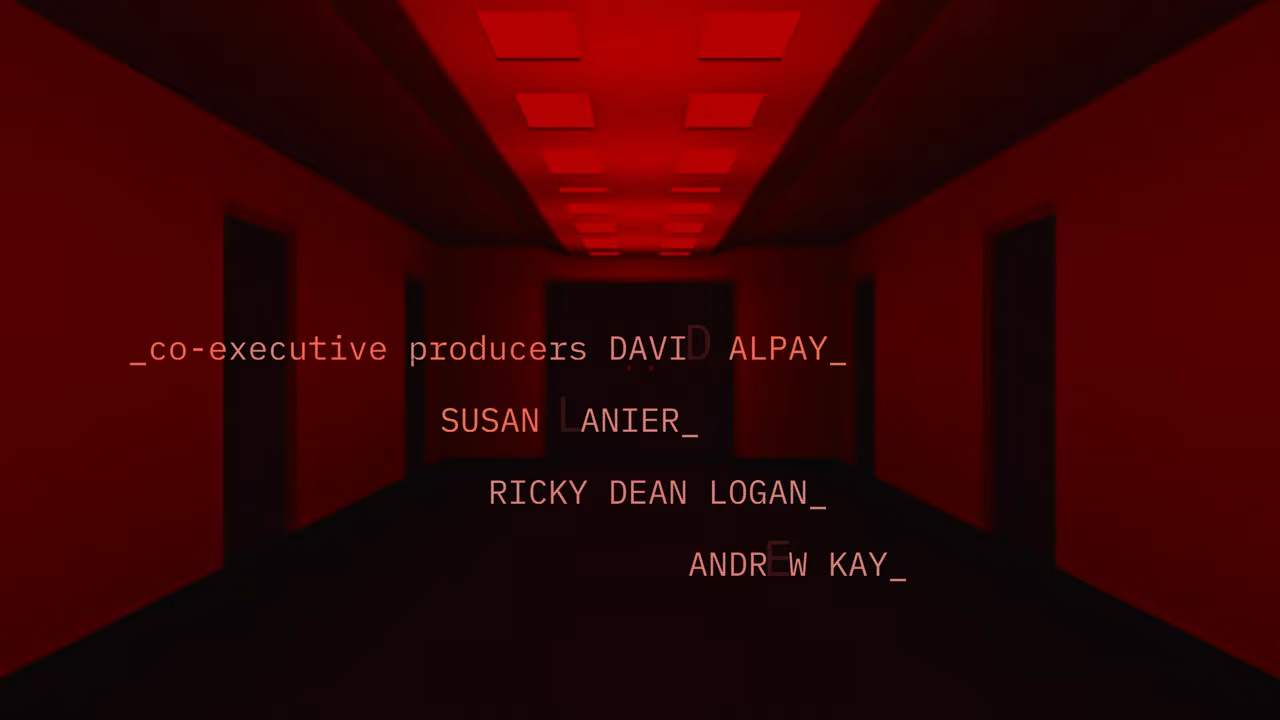 _co-executive producers DAVID ALPAY_
SUSAN LANIER_
RICKY DEAN LOGAN_
ANDREW KAY_